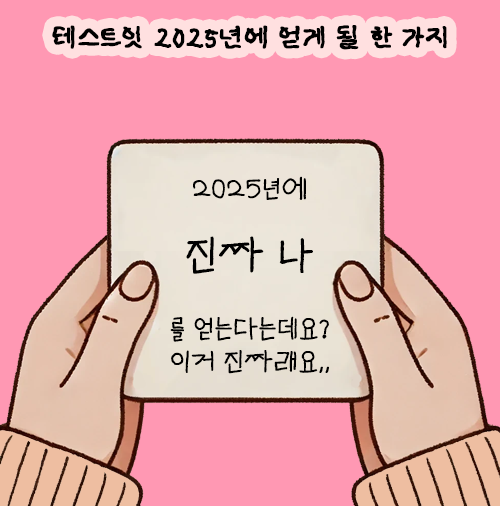 테스트잇 2025년에 얻게 될 한 가지
2025년에
진짜 나
를 얻는다는데요?
이거 진짜래요,,